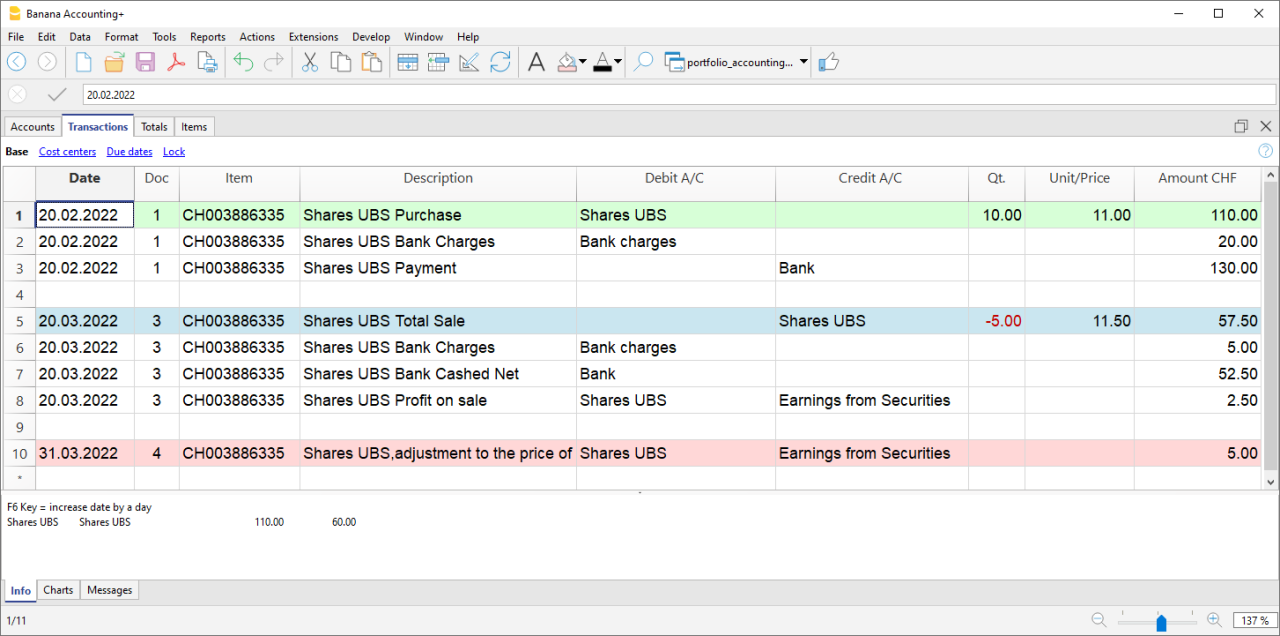 Banana Accounting+
File Edit Data Format Tools Reports Actions Extensions Develop Window Help
portfolio_accounting...
20.02.2022
Accounts Transactions Totals Items
Base Cost centers Due dates Lock
Date Doc Item Description Debit A/C Credit A/C Qt. Unit/Price Amount CHF
1 20.02.2022 1 CH003886335 Shares UBS Purchase Shares UBS 10.00 11.00 110.00
2 20.02.2022 1 CH003886335 Shares UBS Bank Charges Bank charges 20.00
3 20.02.2022 1 CH003886335 Shares UBS Payment Bank 130.00
4
5 20.03.2022 3 CH003886335 Shares UBS Total Sale Shares UBS -5.00 11.50 57.50
6 20.03.2022 3 CH003886335 Shares UBS Bank Charges Bank charges 5.00
7 20.03.2022 3 CH003886335 Shares UBS Bank Cashed Net Bank 52.50
8 20.03.2022 3 CH003886335 Shares UBS Profit on sale Shares UBS Earnings from Securities 2.50
9
10 31.03.2022 4 CH003886335 Shares UBS,adjustment to the price of Shares UBS Earnings from Securities 5.00
*
F6 Key = increase date by a day
Shares UBS Shares UBS 110.00 60.00
Info Charts Messages
1/11 137 %